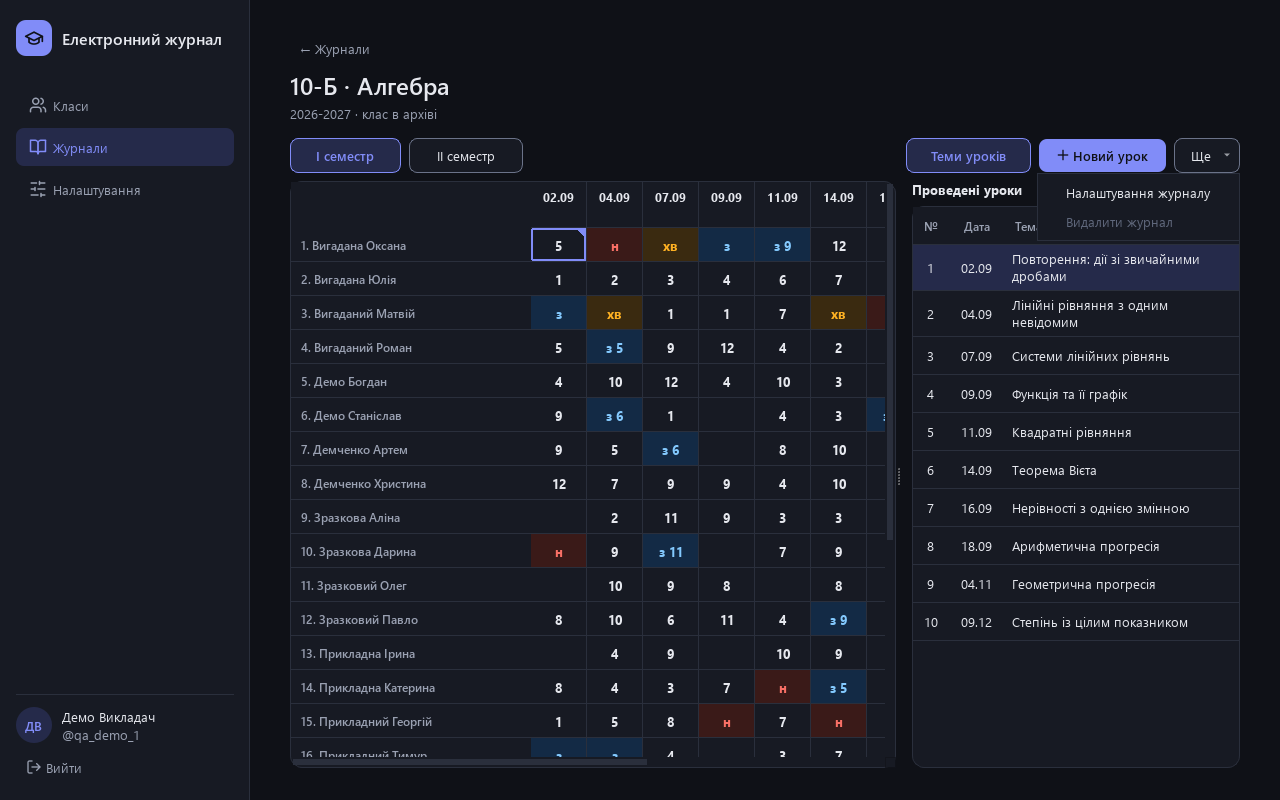 Електронний журнал
Класи
Журнали
Налаштування
ДВ
Демо Викладач
@qa_demo_1
Вийти
← Журнали
10-Б · Алгебра
2026-2027 · клас в архіві
І семестр
ІІ семестр
Теми уроків
Новий урок
Ще
Налаштування журналу
Видалити журнал
02.09 04.09 07.09 09.09 11.09 14.09
1. Вигадана Оксана 5 н хв з з 9 12
2. Вигадана Юлія 1 2 3 4 6 7
3. Вигаданий Матвій з хв 1 1 7 хв
4. Вигаданий Роман 5 з 5 9 12 4 2
5. Демо Богдан 4 10 12 4 10 3
6. Демо Станіслав 9 з 6 1 4 3
7. Демченко Артем 9 5 з 6 8 10
8. Демченко Христина 12 7 9 9 4 10
9. Зразкова Аліна 2 11 9 3 3
10. Зразкова Дарина н 9 з 11 7 9
11. Зразковий Олег 10 9 8 8
12. Зразковий Павло 8 10 6 11 4 з 9
13. Прикладна Ірина 4 9 10 9
14. Прикладна Катерина 8 4 3 7 н з 5
15. Прикладний Георгій 1 5 8 н 7 н
16. Прикладний Тимур з з 4 3 7
Проведені уроки
№ Дата
1 02.09 Повторення: дії зі звичайними
дробами
2 04.09 Лінійні рівняння з одним
невідомим
3 07.09 Системи лінійних рівнянь
4 09.09 Функція та її графік
5 11.09 Квадратні рівняння
6 14.09 Теорема Вієта
7 16.09 Нерівності з однією змінною
8 18.09 Арифметична прогресія
9 04.11 Геометрична прогресія
10 09.12 Степінь із цілим показником